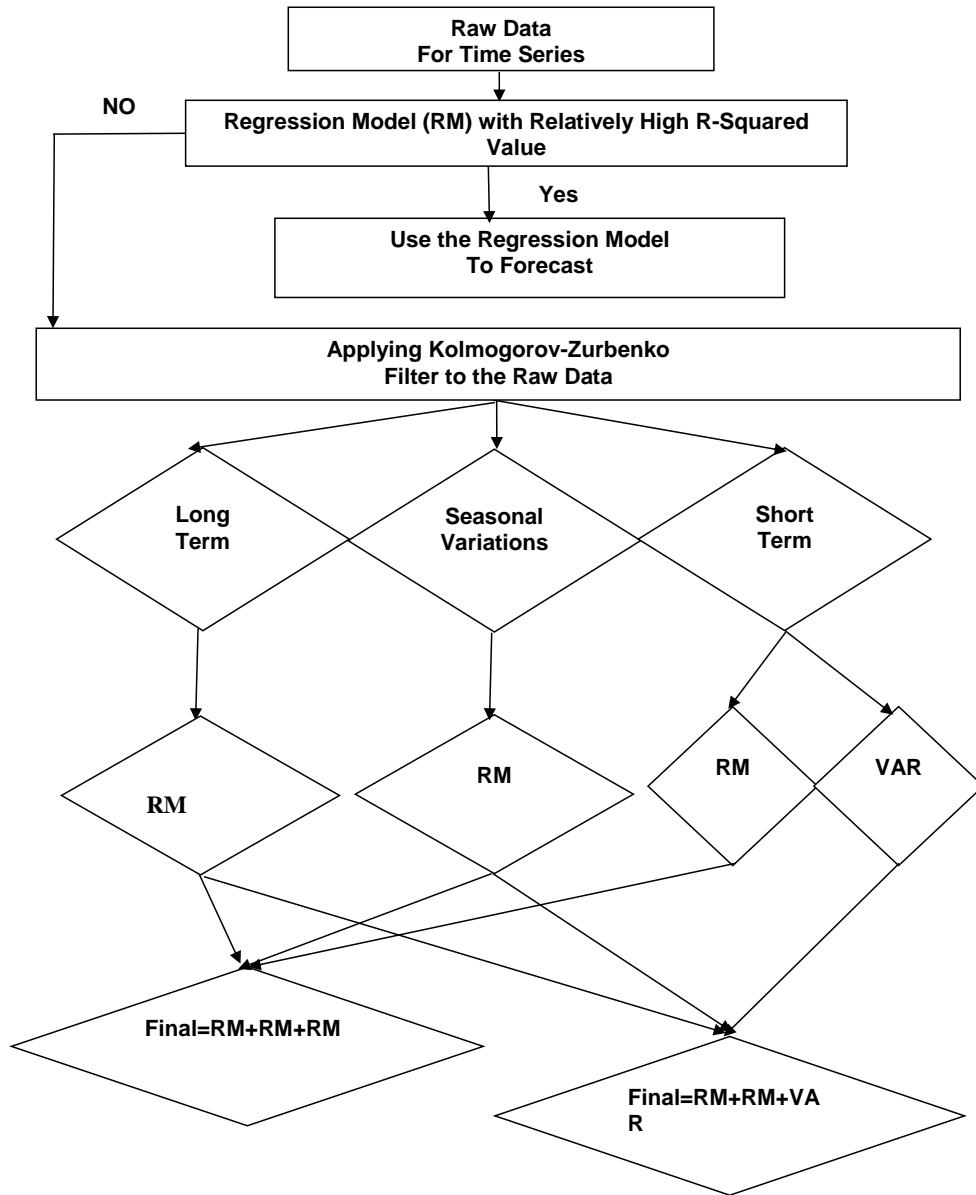 Raw Data
For Time Series
NO
Regression Model (RM) with Relatively High R-Squared
Value
Yes
Use the Regression Model
To Forecast
Applying Kolmogorov-Zurbenko
Filter to the Raw Data
Long
Term
Seasonal
Variations
Short
Term
RM
RM
RM
VAR
Final=RM+RM+RM
Final=RM+RM+VA
R